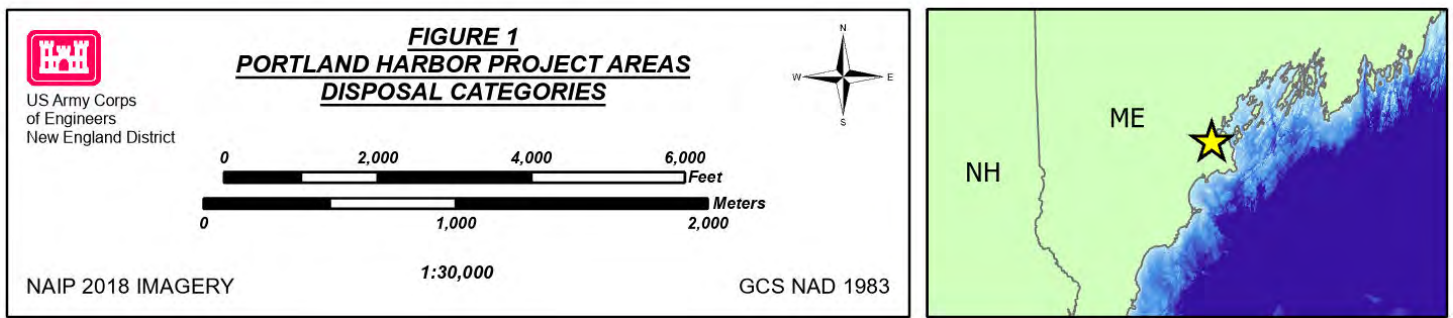 US Army Corps
of Engineers
New England District
FIGURE 1
PORTLAND HARBOR PROJECT AREAS
DISPOSAL CATEGORIES
N
W E
S
0 2,000 4,000 6,000
Feet
Meters
0 1,000 2,000
1:30,000
NAIP 2018 IMAGERY
GCS NAD 1983
ME
NH